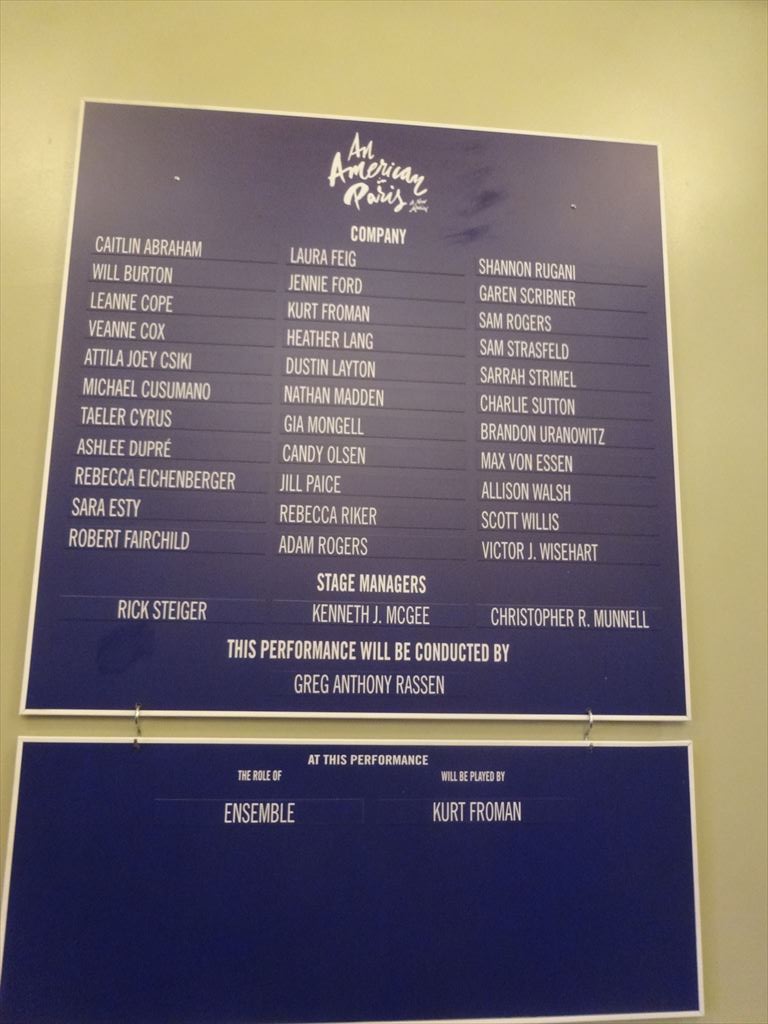 An
American
in
Paris
A New Musical
COMPANY
CAITLIN ABRAHAM
WILL BURTON
LEANNE COPE
VEANNE COX
ATTILA JOEY CSIKI
MICHAEL CUSUMANO
TAELER CYRUS
ASHLEE DUPRÉ
REBECCA EICHENBERGER
SARA ESTY
ROBERT FAIRCHILD
LAURA FEIG
JENNIE FORD
KURT FROMAN
HEATHER LANG
DUSTIN LAYTON
NATHAN MADDEN
GIA MONGELL
CANDY OLSEN
JILL PAICE
REBECCA RIKER
ADAM ROGERS
SHANNON RUGANI
GAREN SCRIBNER
SAM ROGERS
SAM STRASFELD
SARRAH STRIMEL
CHARLIE SUTTON
BRANDON URANOWITZ
MAX VON ESSEN
ALLISON WALSH
SCOTT WILLIS
VICTOR J. WISEHART
STAGE MANAGERS
RICK STEIGER KENNETH J. MCGEE CHRISTOPHER R. MUNNELL
THIS PERFORMANCE WILL BE CONDUCTED BY
GREG ANTHONY RASSEN
AT THIS PERFORMANCE
THE ROLE OF WILL BE PLAYED BY
ENSEMBLE KURT FROMAN